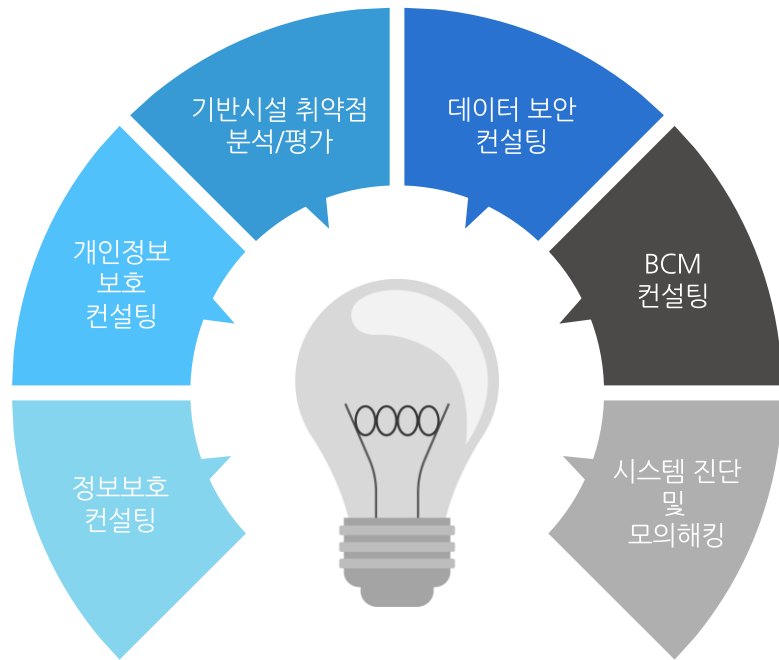 기반시설 취약점
분석/평가
데이터 보안
컨설팅
개인정보
보호
컨설팅
BCM
컨설팅
정보보호
컨설팅
시스템 진단
및
모의해킹